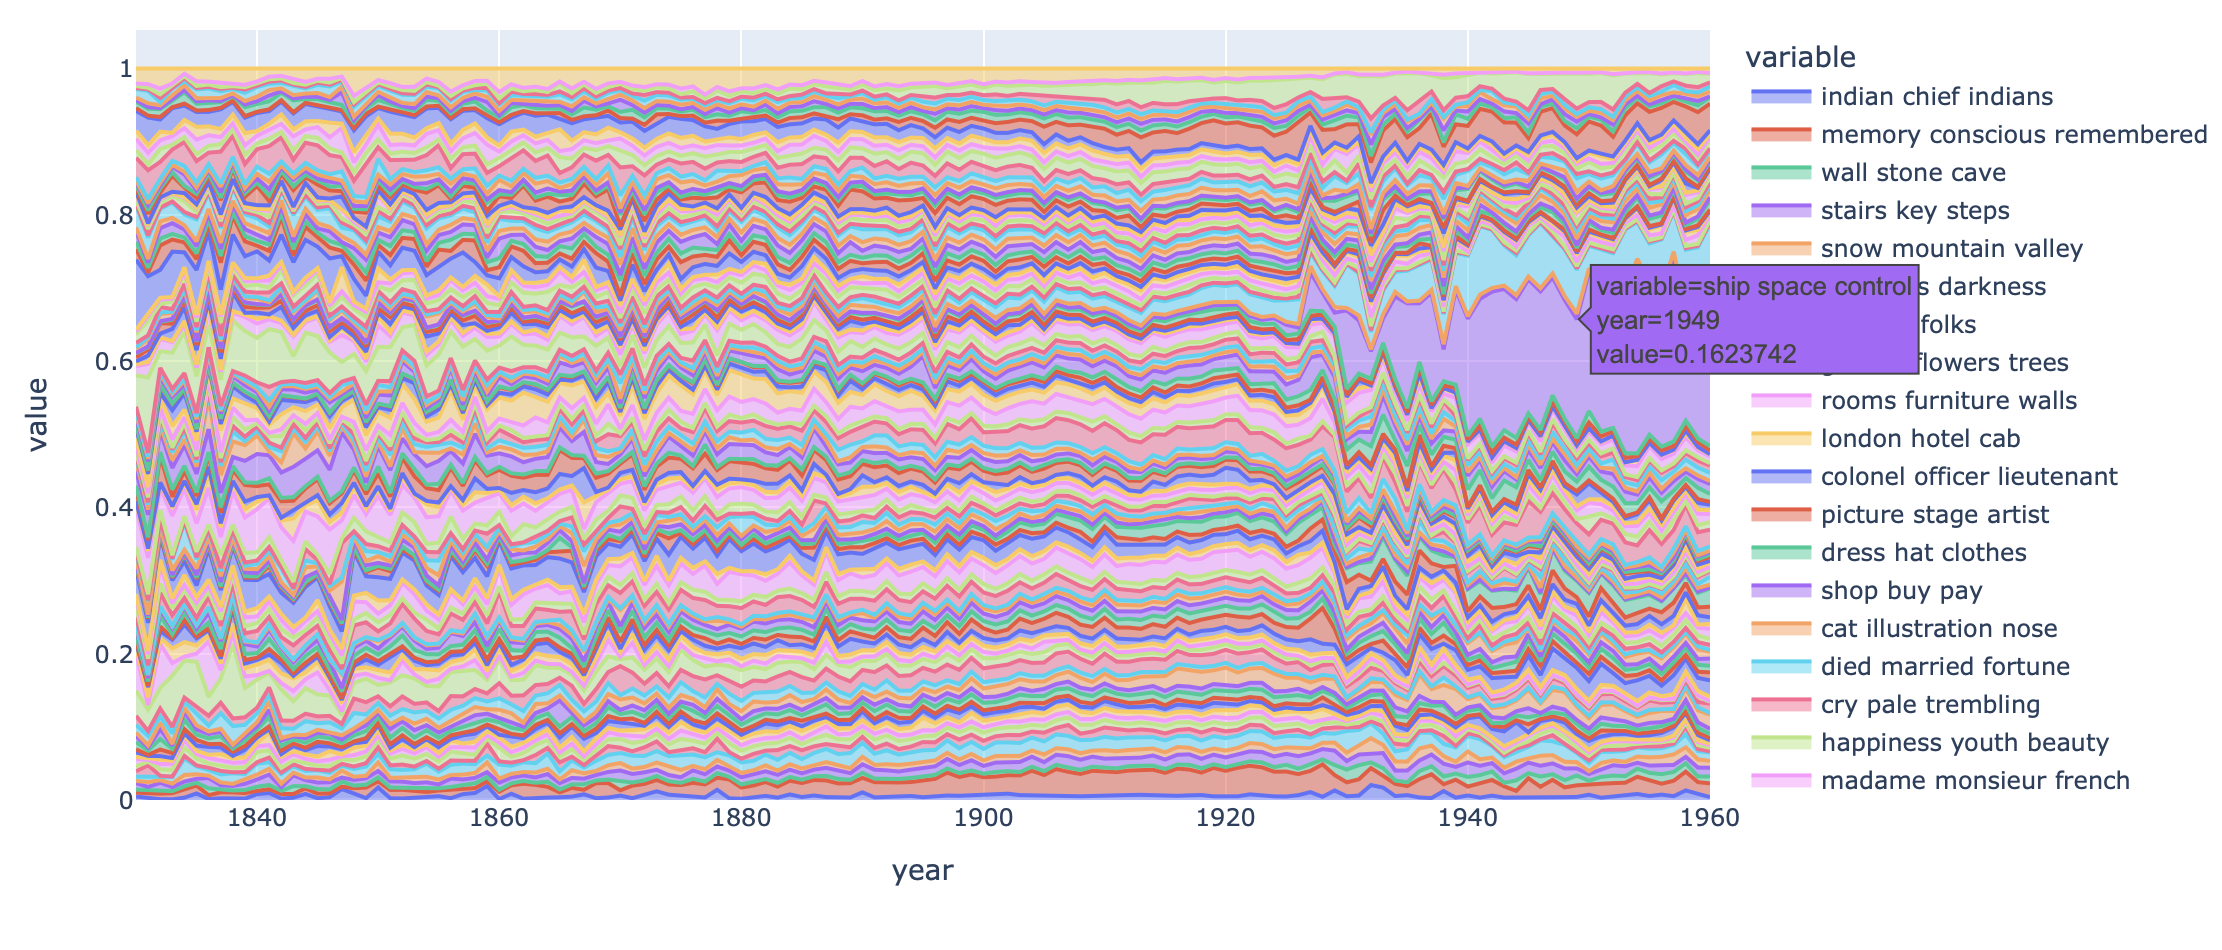 variable
indian chief indians
memory conscious remembered
wall stone cave
stairs key steps
snow mountain valley
s darkness
folks
flowers trees
rooms furniture walls
london hotel cab
colonel officer lieutenant
picture stage artist
dress hat clothes
shop buy pay
cat illustration nose
died married fortune
cry pale trembling
happiness youth beauty
madame monsieur french
variable=ship space control
year=1949
value=0.1623742
value
1
0.8
0.6
0.4
0.2
0
1840 1860 1880 1900 1920 1940 1960
year